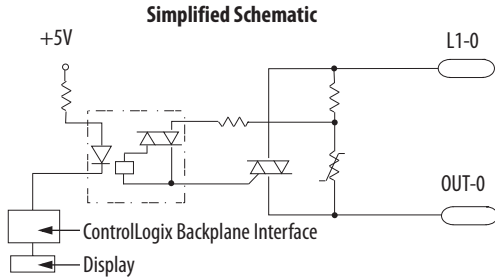 Simplified Schematic
+5V
L1-0
OUT-0
ControlLogix Backplane Interface
Display